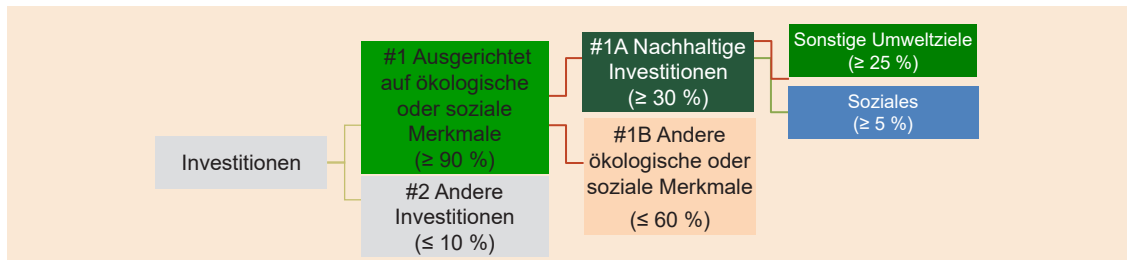 Investitionen
#1 Ausgerichtet
auf ökologische
oder soziale
Merkmale
(≥ 90 %)
#2 Andere
Investitionen
(≤ 10 %)
#1A Nachhaltige
Investitionen
(≥ 30 %)
#1B Andere
ökologische oder
soziale Merkmale
(≤ 60 %)
Sonstige Umweltziele
(≥ 25 %)
Soziales
(≥ 5 %)